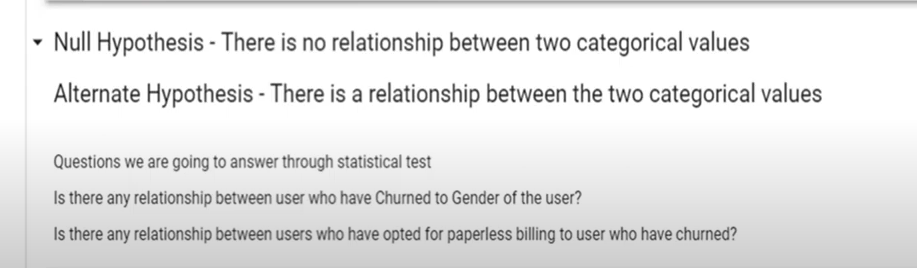 Null Hypothesis - There is no relationship between two categorical values
Alternate Hypothesis - There is a relationship between the two categorical values
Questions we are going to answer through statistical test
Is there any relationship between user who have Churned to Gender of the user?
Is there any relationship between users who have opted for paperless billing to user who have churned?